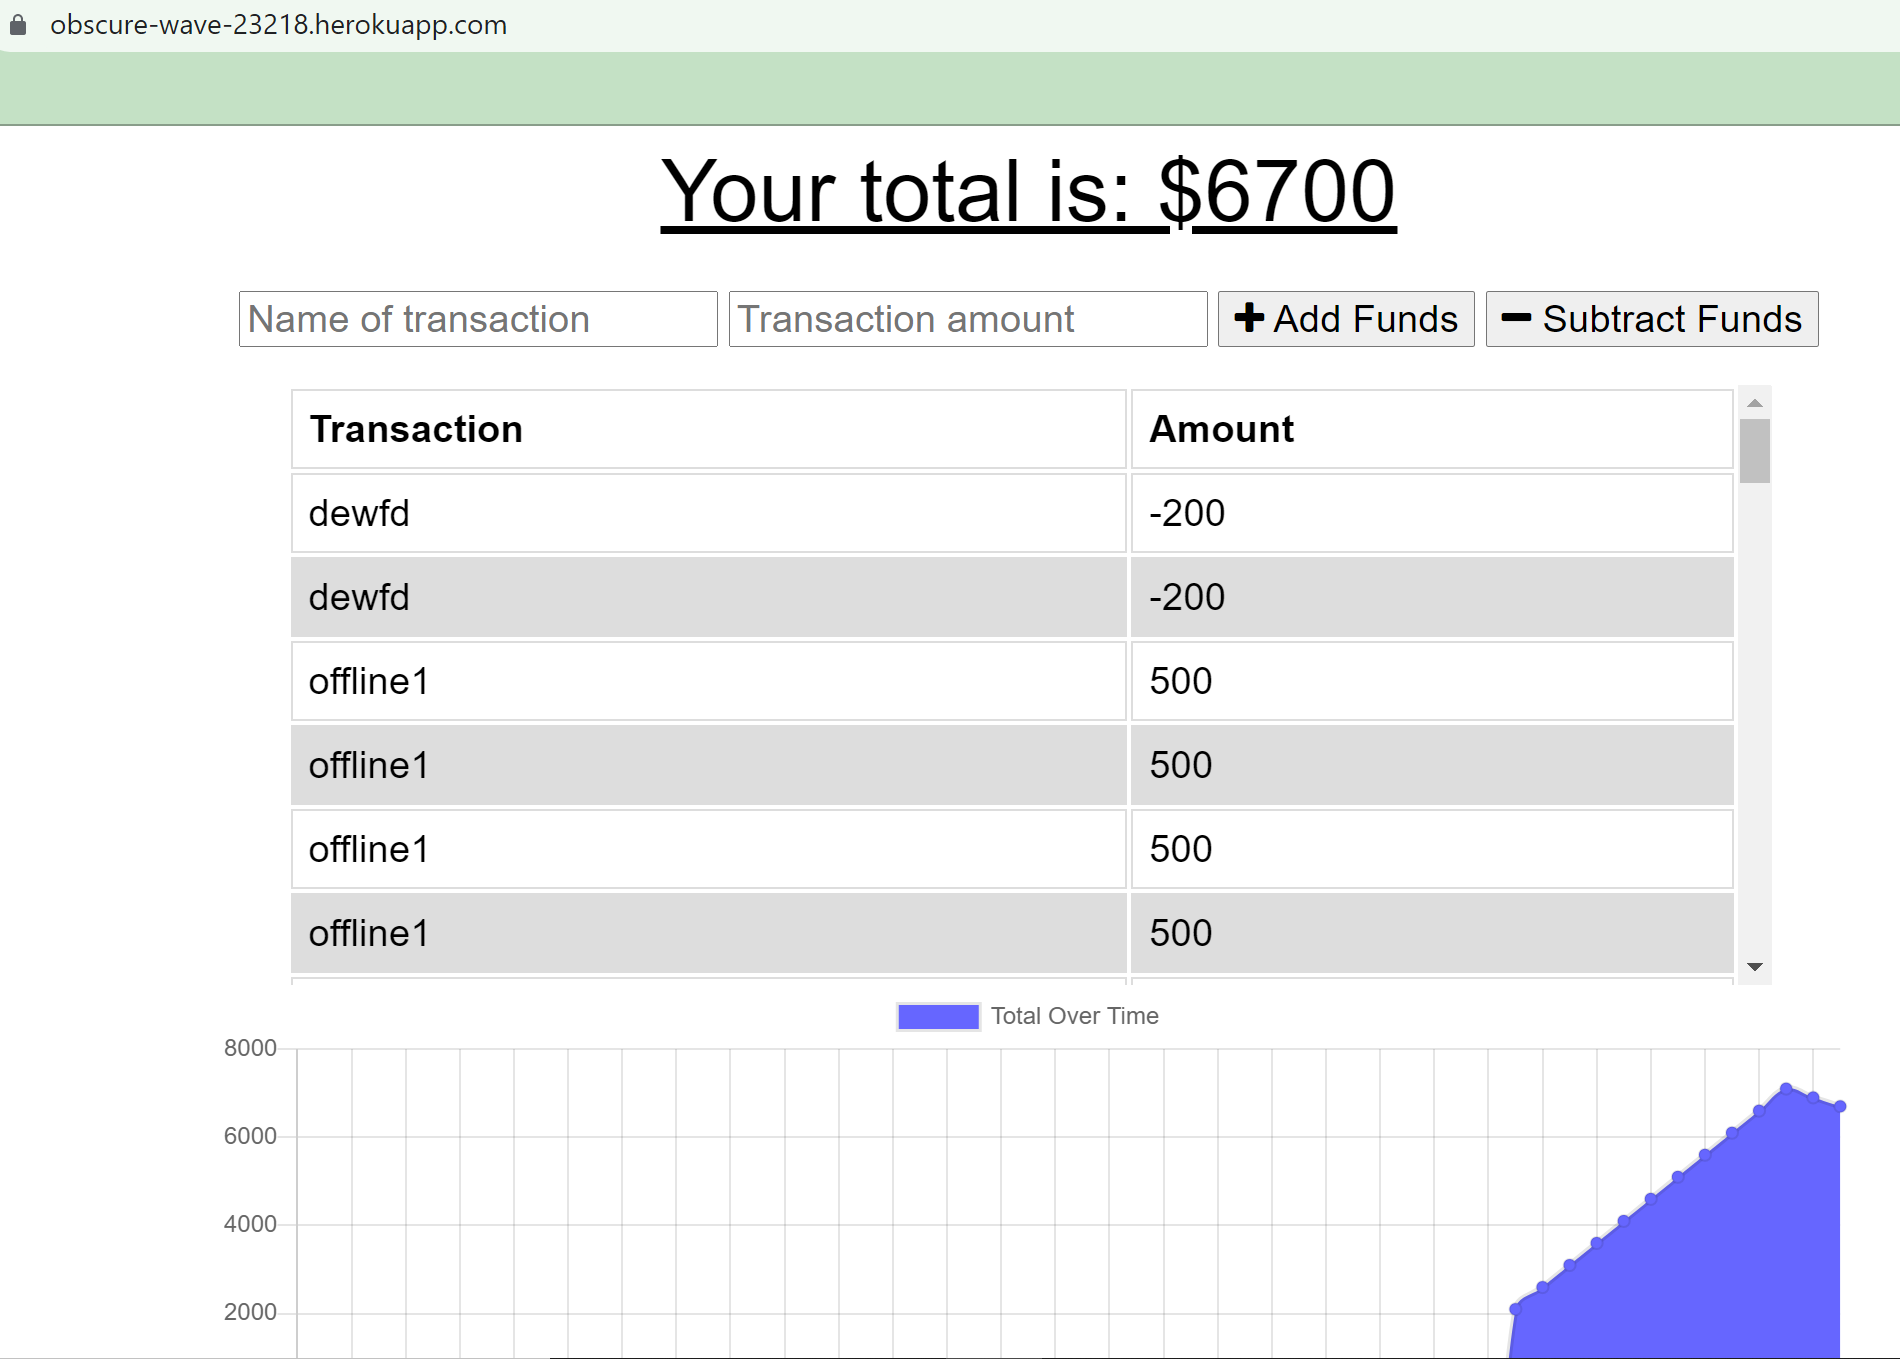 obscure-wave-23218.herokuapp.com
Your total is: $6700
Name of transaction Transaction amount Add Funds Subtract Funds
Transaction Amount
dewfd -200
dewfd -200
offline1 500
offline1 500
offline1 500
offline1 500
Total Over Time
8000
6000
4000
2000